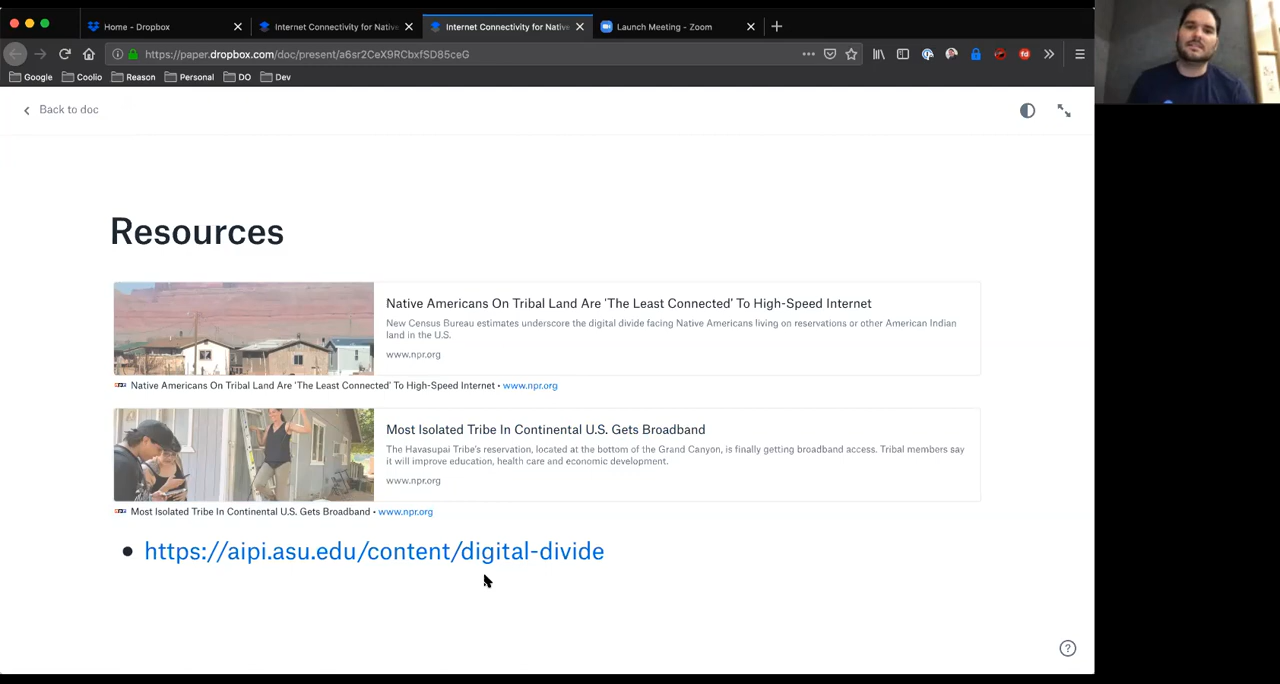 Home - Dropbox
Internet Connectivity for Native
Internet Connectivity for Native
Launch Meeting - Zoom
https://paper.dropbox.com/doc/present/a6sr2CeX9RCbxfSD85ceG
Google
Coolio
Reason
Personal
DO
Dev
Back to doc
Resources
Native Americans On Tribal Land Are 'The Least Connected' To High-Speed Internet
New Census Bureau estimates underscore the digital divide facing Native Americans living on reservations or other American Indian
land in the U.S.
www.npr.org
Native Americans On Tribal Land Are 'The Least Connected' To High-Speed Internet • www.npr.org
Most Isolated Tribe In Continental U.S. Gets Broadband
The Havasupai Tribe's reservation, located at the bottom of the Grand Canyon, is finally getting broadband access. Tribal members say
it will improve education, health care and economic development.
www.npr.org
Most Isolated Tribe In Continental U.S. Gets Broadband • www.npr.org
• https://aipi.asu.edu/content/digital-divide